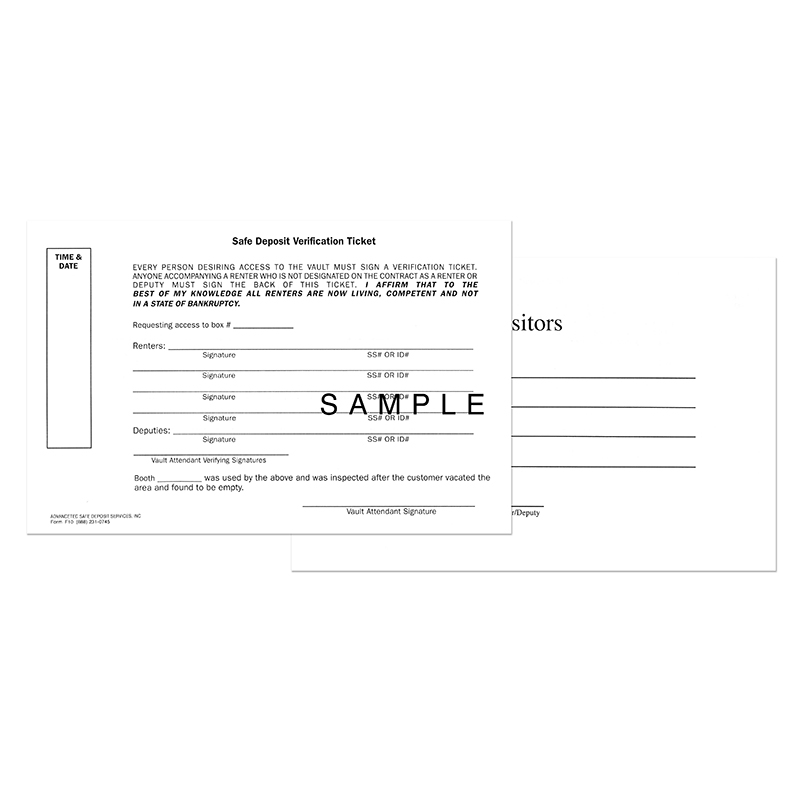 Safe Deposit Verification Ticket
TIME &
DATE
EVERY PERSON DESIRING ACCESS TO THE VAULT MUST SIGN A VERIFICATION TICKET.
ANYONE ACCOMPANYING A RENTER WHO IS NOT DESIGNATED ON THE CONTRACT AS A RENTER OR
DEPUTY MUST SIGN THE BACK OF THIS TICKET. I AFFIRM THAT TO THE
BEST OF MY KNOWLEDGE ALL RENTERS ARE NOW LIVING, COMPETENT AND NOT
IN A STATE OF BANKRUPTCY.
Requesting access to box #
Renters:
Signature SS# OR ID#
Signature SS# OR ID#
Signature SS# OR ID#
SAMPLE
Signature SS# OR ID#
Deputies:
Signature SS# OR ID#
Vault Attendant Verifying Signatures
Booth was used by the above and was inspected after the customer vacated the
area and found to be empty.
Vault Attendant Signature
ADVANCETEC SAFE DEPOSIT SERVICES, INC
Form F10 (888) 231-0745
sitors
r/Deputy